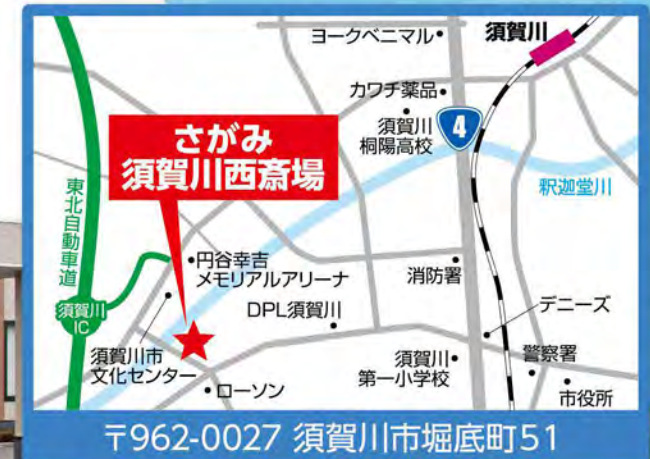 ヨークベニマル
須賀川
カワチ薬品
須賀川
桐陽高校
4
さがみ
須賀川西斎場
釈迦堂川
東北自動車道
円谷幸吉
メモリアルアリーナ
消防署
須賀川
IC
DPL須賀川
デニーズ
須賀川市
文化センター
須賀川
第一小学校
警察署
ローソン
市役所
〒962-0027 須賀川市堀底町51